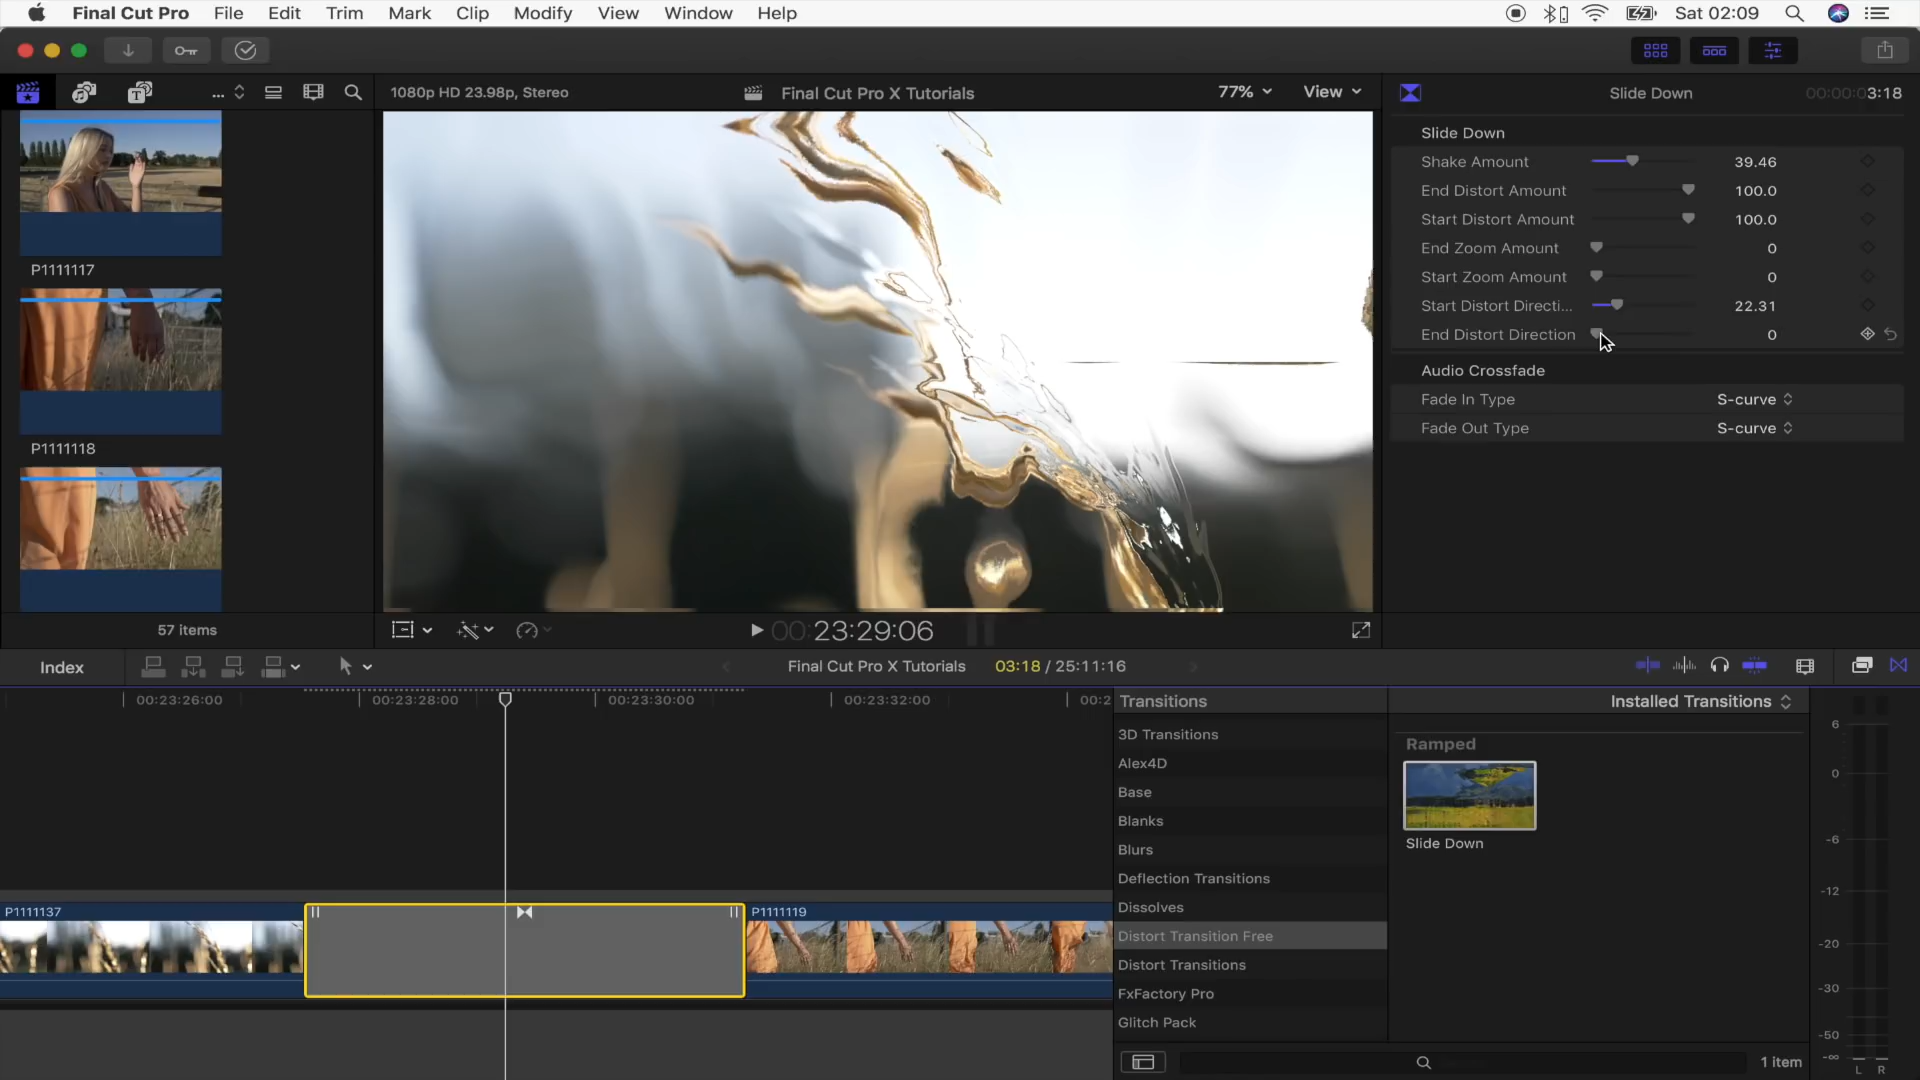 Final Cut Pro File Edit Trim Mark Clip Modify View Window Help Sat 02:09
1080p HD 23.98p, Stereo Final Cut Pro X Tutorials 77% View Slide Down 00:00:03:18
Slide Down
Shake Amount 39.46
End Distort Amount 100.0
Start Distort Amount 100.0
End Zoom Amount 0
Start Zoom Amount 0
Start Distort Directi... 22.31
End Distort Direction 0
Audio Crossfade
Fade In Type S-curve
Fade Out Type S-curve
P1111117
P1111118
57 items
00:23:29:06
Index
Final Cut Pro X Tutorials 03:18 / 25:11:16
00:23:26:00 00:23:28:00 00:23:30:00 00:23:32:00 00:2
P1111137 P1111119
Transitions
Installed Transitions
3D Transitions
Alex4D
Base
Blanks
Blurs
Deflection Transitions
Dissolves
Distort Transition Free
Distort Transitions
FxFactory Pro
Glitch Pack
Ramped
Slide Down
1 item
6
0
-6
-12
-20
-30
-50
-∞
L R